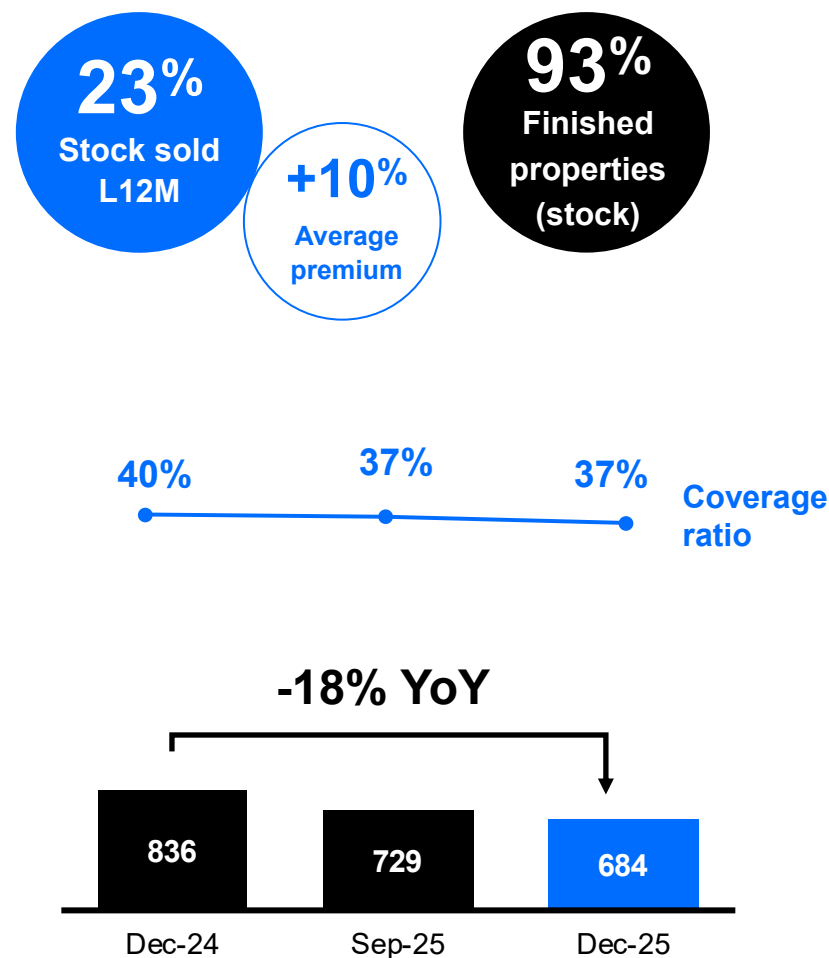 23%
Stock sold
L12M
+10%
Average
premium
93%
Finished
properties
(stock)
40%
37%
37%
Coverage
ratio
-18% YoY
836
729
684
Dec-24
Sep-25
Dec-25